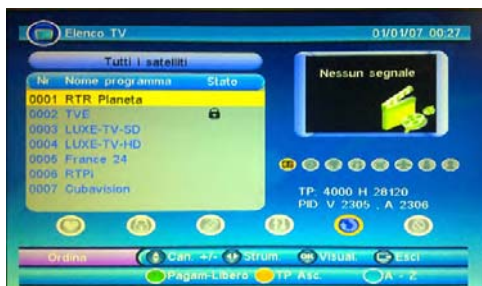 Elenco TV
01/01/07 00:27
Tutti i satelliti
Nr Nome programma Stato
0001 RTR Planeta
0002 TVE
0003 LUXE-TV-SD
0004 LUXE-TV-HD
0005 France 24
0006 RTPi
0007 Cubavision
Nessun segnale
TP: 4000 H 28120
PID: V 2305 , A 2306
Ordina
Can. +/- Strum. OK Visual. Esci
Pagam-Libero TP Asc. A - Z